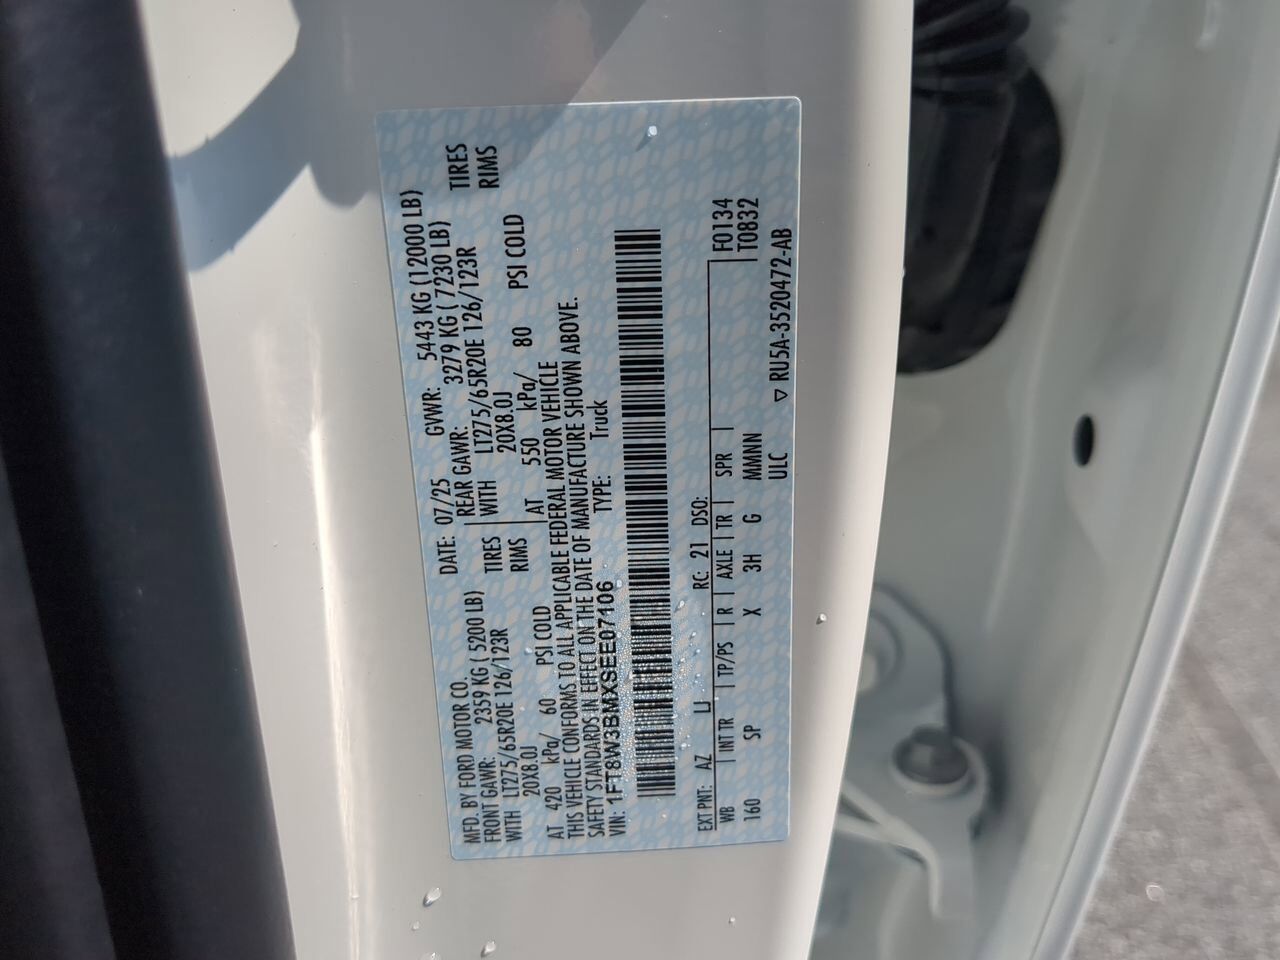 MFD. BY FORD MOTOR CO. DATE: 07/25 GVWR: 5443 KG (12000 LB)
FRONT GAWR: 2359 KG ( 5200 LB) REAR GAWR: 3279 KG ( 7230 LB)
WITH LT275/65R20E 126/123R TIRES WITH LT275/65R20E 126/123R TIRES
20X8.0J RIMS 20X8.0J RIMS
AT 420 kPa/ 60 PSI COLD AT 550 kPa/ 80 PSI COLD
THIS VEHICLE CONFORMS TO ALL APPLICABLE FEDERAL MOTOR VEHICLE
SAFETY STANDARDS IN EFFECT ON THE DATE OF MANUFACTURE SHOWN ABOVE.
VIN: 1FT8W3BMXSEE07106 TYPE: Truck
EXT PNT: AZ LJ RC: 21 DSO: F0134
WB INT TR TP/PS R AXLE TR SPR T0832
160 SP X 3H G MMMNN
ULC ▽ RU5A-3520472-AB